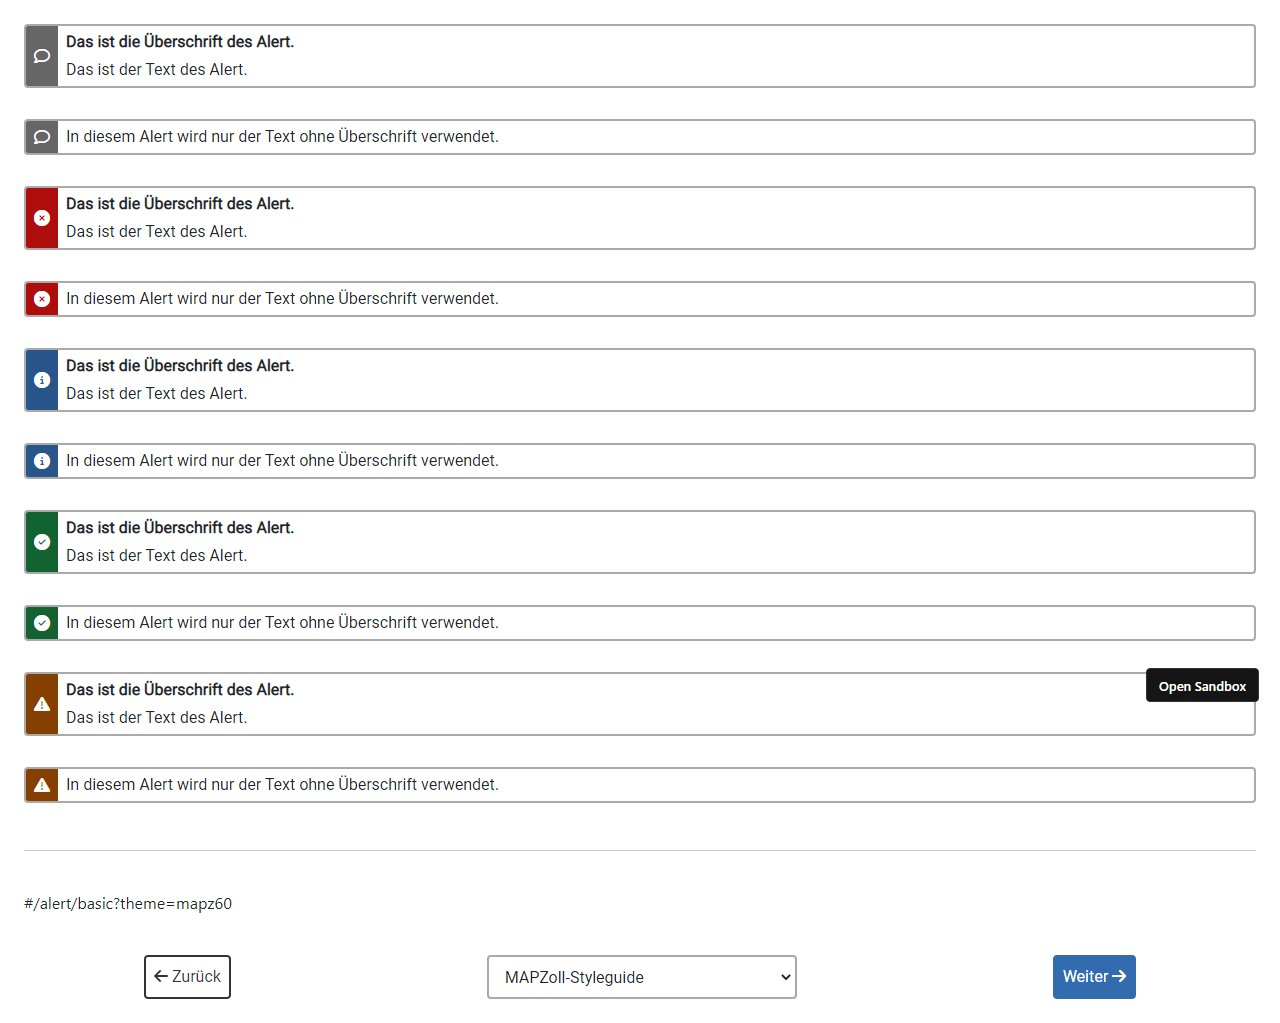 Das ist die Überschrift des Alert.
Das ist der Text des Alert.
In diesem Alert wird nur der Text ohne Überschrift verwendet.
Das ist die Überschrift des Alert.
Das ist der Text des Alert.
In diesem Alert wird nur der Text ohne Überschrift verwendet.
Das ist die Überschrift des Alert.
Das ist der Text des Alert.
In diesem Alert wird nur der Text ohne Überschrift verwendet.
Das ist die Überschrift des Alert.
Das ist der Text des Alert.
In diesem Alert wird nur der Text ohne Überschrift verwendet.
Das ist die Überschrift des Alert.
Open Sandbox
Das ist der Text des Alert.
In diesem Alert wird nur der Text ohne Überschrift verwendet.
#/alert/basic?theme=mapz60
Zurück
MAPZoll-Styleguide
Weiter